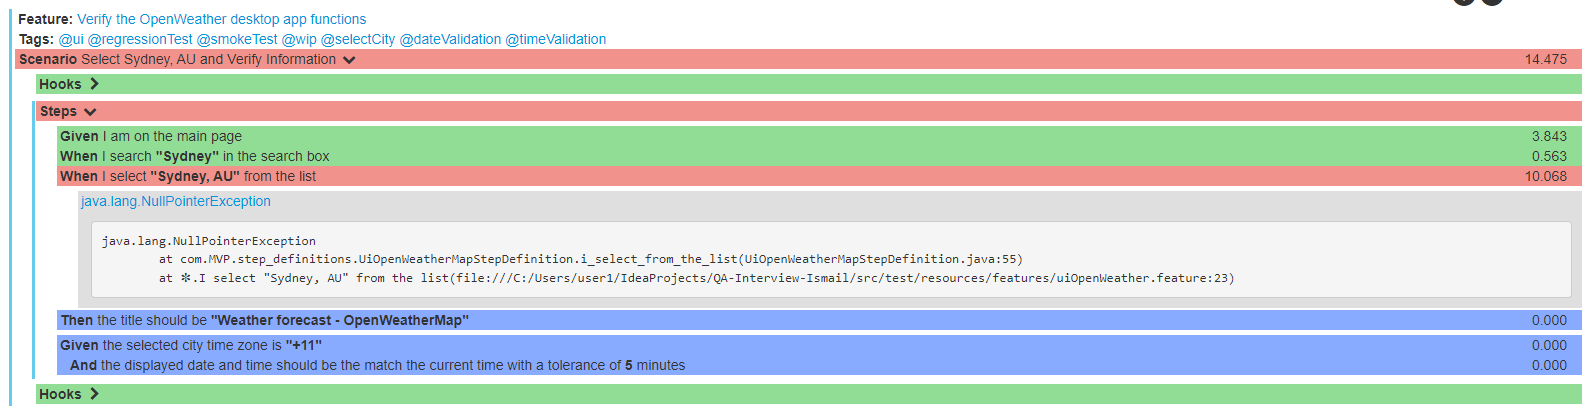 Feature: Verify the OpenWeather desktop app functions
Tags: @ui @regressionTest @smokeTest @wip @selectCity @dateValidation @timeValidation
Scenario Select Sydney, AU and Verify Information 14.475
Hooks
Steps
Given I am on the main page 3.843
When I search "Sydney" in the search box 0.563
When I select "Sydney, AU" from the list 10.068
java.lang.NullPointerException
java.lang.NullPointerException
at com.MVP.step_definitions.UiOpenWeatherMapStepDefinition.i_select_from_the_list(UiOpenWeatherMapStepDefinition.java:55)
at ✽.I select "Sydney, AU" from the list(file:///C:/Users/user1/IdeaProjects/QA-Interview-Ismail/src/test/resources/features/uiOpenWeather.feature:23)
Then the title should be "Weather forecast - OpenWeatherMap" 0.000
Given the selected city time zone is "+11" 0.000
And the displayed date and time should be the match the current time with a tolerance of 5 minutes 0.000
Hooks